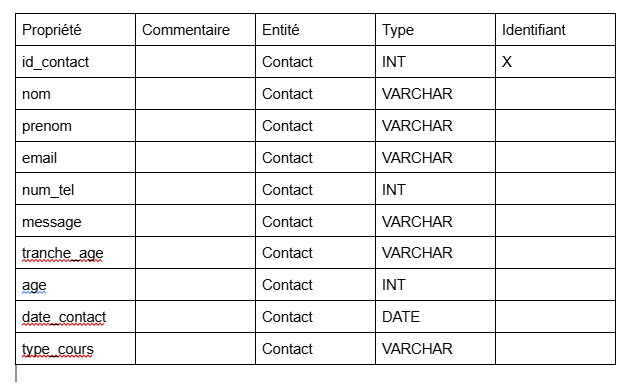 Propriété Commentaire Entité Type Identifiant
id_contact Contact INT X
nom Contact VARCHAR
prenom Contact VARCHAR
email Contact VARCHAR
num_tel Contact INT
message Contact VARCHAR
tranche_age Contact VARCHAR
age Contact INT
date_contact Contact DATE
type_cours Contact VARCHAR